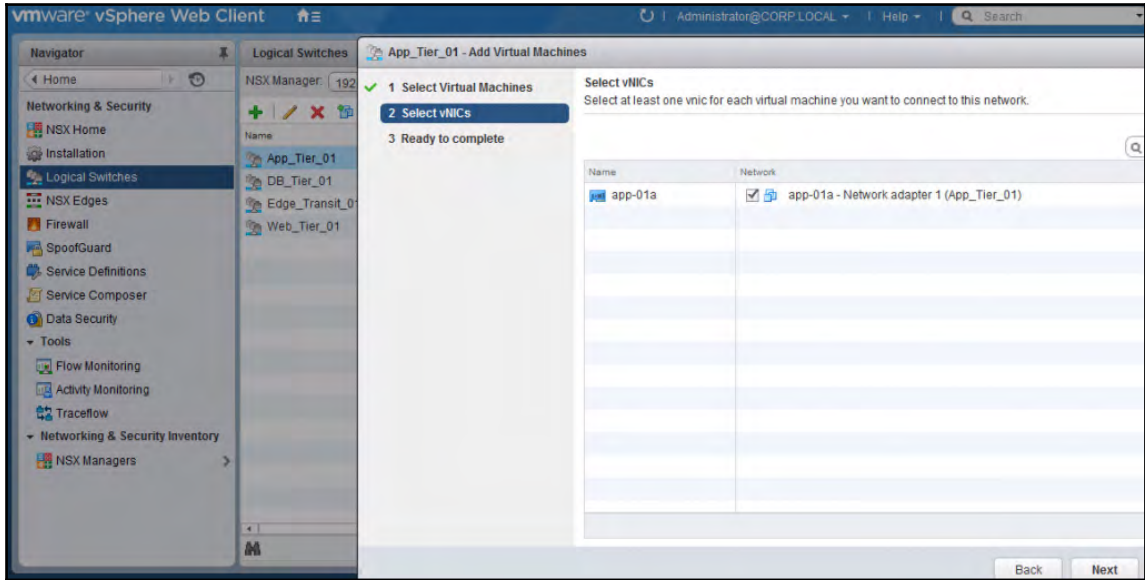 vmware® vSphere Web Client
Administrator@CORP.LOCAL
Help
Search
Navigator
Home
Networking & Security
NSX Home
Installation
Logical Switches
NSX Edges
Firewall
SpoofGuard
Service Definitions
Service Composer
Data Security
Tools
Flow Monitoring
Activity Monitoring
Traceflow
Networking & Security Inventory
NSX Managers
Logical Switches
NSX Manager: 192
Name
App_Tier_01
DB_Tier_01
Edge_Transit_0
Web_Tier_01
App_Tier_01 - Add Virtual Machines
1 Select Virtual Machines
2 Select vNICs
3 Ready to complete
Select vNICs
Select at least one vnic for each virtual machine you want to connect to this network.
Name Network
app-01a app-01a - Network adapter 1 (App_Tier_01)
Back Next